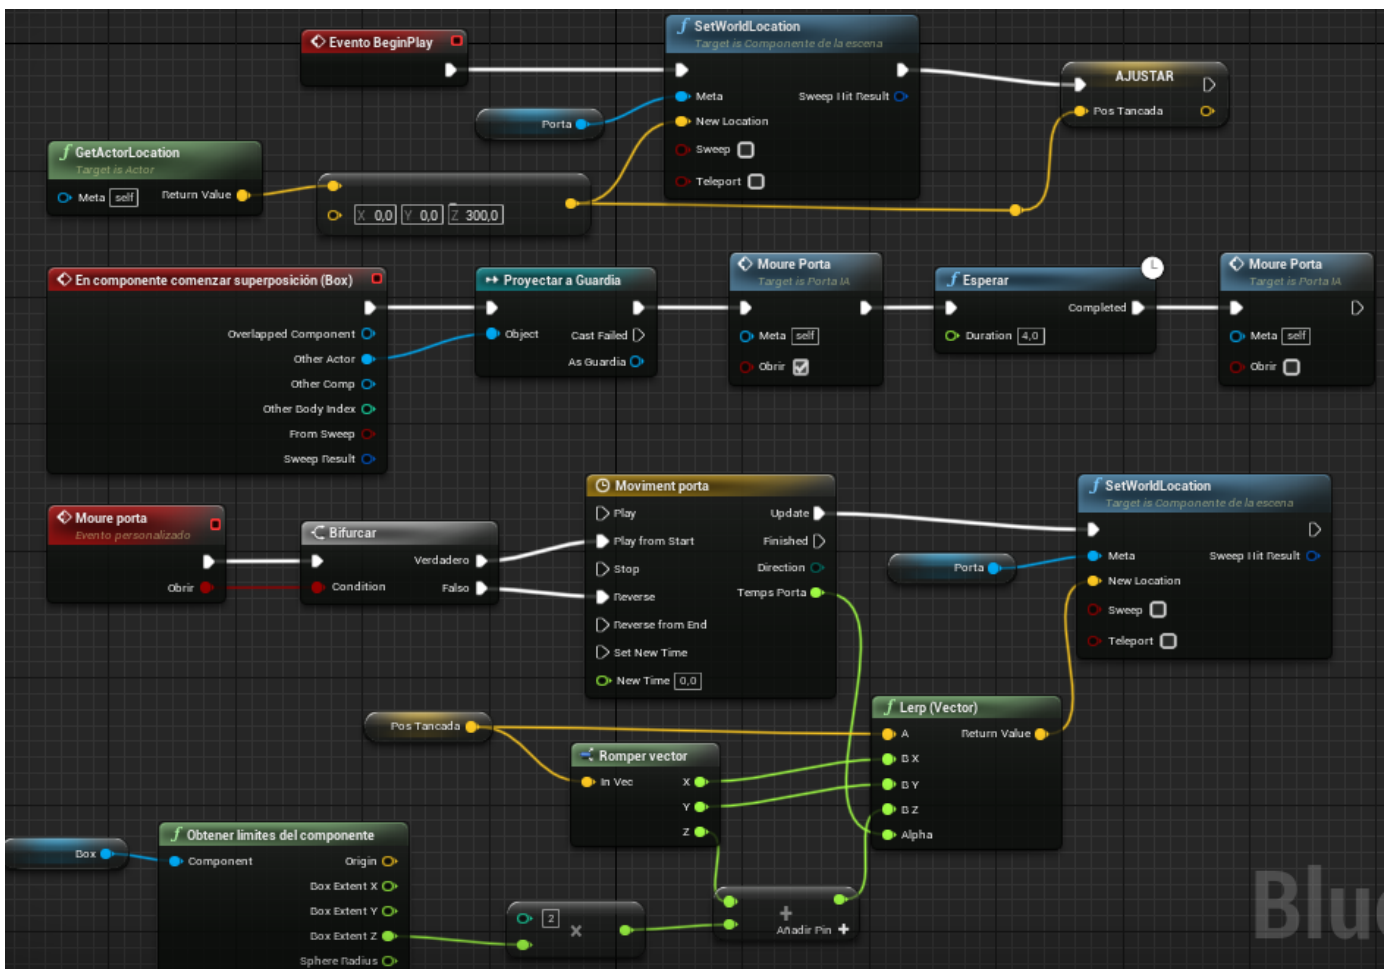 Evento BeginPlay
SetWorldLocation
Target is Componente de la escena
Meta
Sweep Hit Result
New Location
Sweep
Teleport
Porta
AJUSTAR
Pos Tancada
GetActorLocation
Target is Actor
Meta self
Return Value
X 0,0 Y 0,0 Z 300,0
En componente comenzar superposición (Box)
Overlapped Component
Other Actor
Other Comp
Other Body Index
From Sweep
Sweep Result
Proyectar a Guardia
Object
Cast Failed
As Guardia
Moure Porta
Target is Porta IA
Meta self
Obrir
Esperar
Completed
Duration 4,0
Moure Porta
Target is Porta IA
Meta self
Obrir
Moure porta
Evento personalizado
Obrir
Bifurcar
Verdadero
Condition
Falso
Moviment porta
Play
Update
Play from Start
Finished
Stop
Direction
Reverse
Temps Porta
Reverse from End
Set New Time
New Time 0,0
Porta
SetWorldLocation
Target is Componente de la escena
Meta
Sweep Hit Result
New Location
Sweep
Teleport
Pos Tancada
Romper vector
In Vec
X
Y
Z
Lerp (Vector)
A
Return Value
B X
B Y
B Z
Alpha
Box
Obtener limites del componente
Component
Origin
Box Extent X
Box Extent Y
Box Extent Z
Sphere Radius
2
×
+
Añadir Pin +
Blu